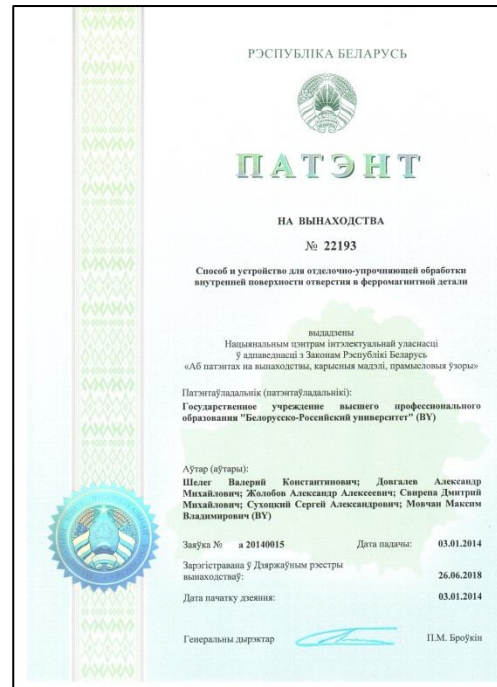 РЭСПУБЛІКА БЕЛАРУСЬ
ПАТЭНТ
НА ВЫНАХОДСТВА
№ 22193
Способ и устройство для отделочно-упрочняющей обработки
внутренней поверхности отверстия в ферромагнитной детали
выдадзены
Нацыянальным цэнтрам інтэлектуальнай уласнасці
ў адпаведнасці з Законам Рэспублікі Беларусь
«Аб патэнтах на вынаходствы, карысныя мадэлі, прамысловыя ўзоры»
Патэнтаўладальнік (патэнтаўладальнікі):
Государственное учреждение высшего профессионального
образования "Белорусско-Российский университет" (BY)
Аўтар (аўтары):
Шелег Валерий Константинович; Довгалев Александр
Михайлович; Жолобов Александр Алексеевич; Свирепа Дмитрий
Михайлович; Сухоцкий Сергей Александрович; Мовчан Максим
Владимирович (BY)
Заяўка № а 20140015 Дата падачы: 03.01.2014
Зарэгістравана ў Дзяржаўным рэестры
вынаходстваў: 26.06.2018
Дата пачатку дзеяння: 03.01.2014
Генеральны дырэктар П.М. Броўкін